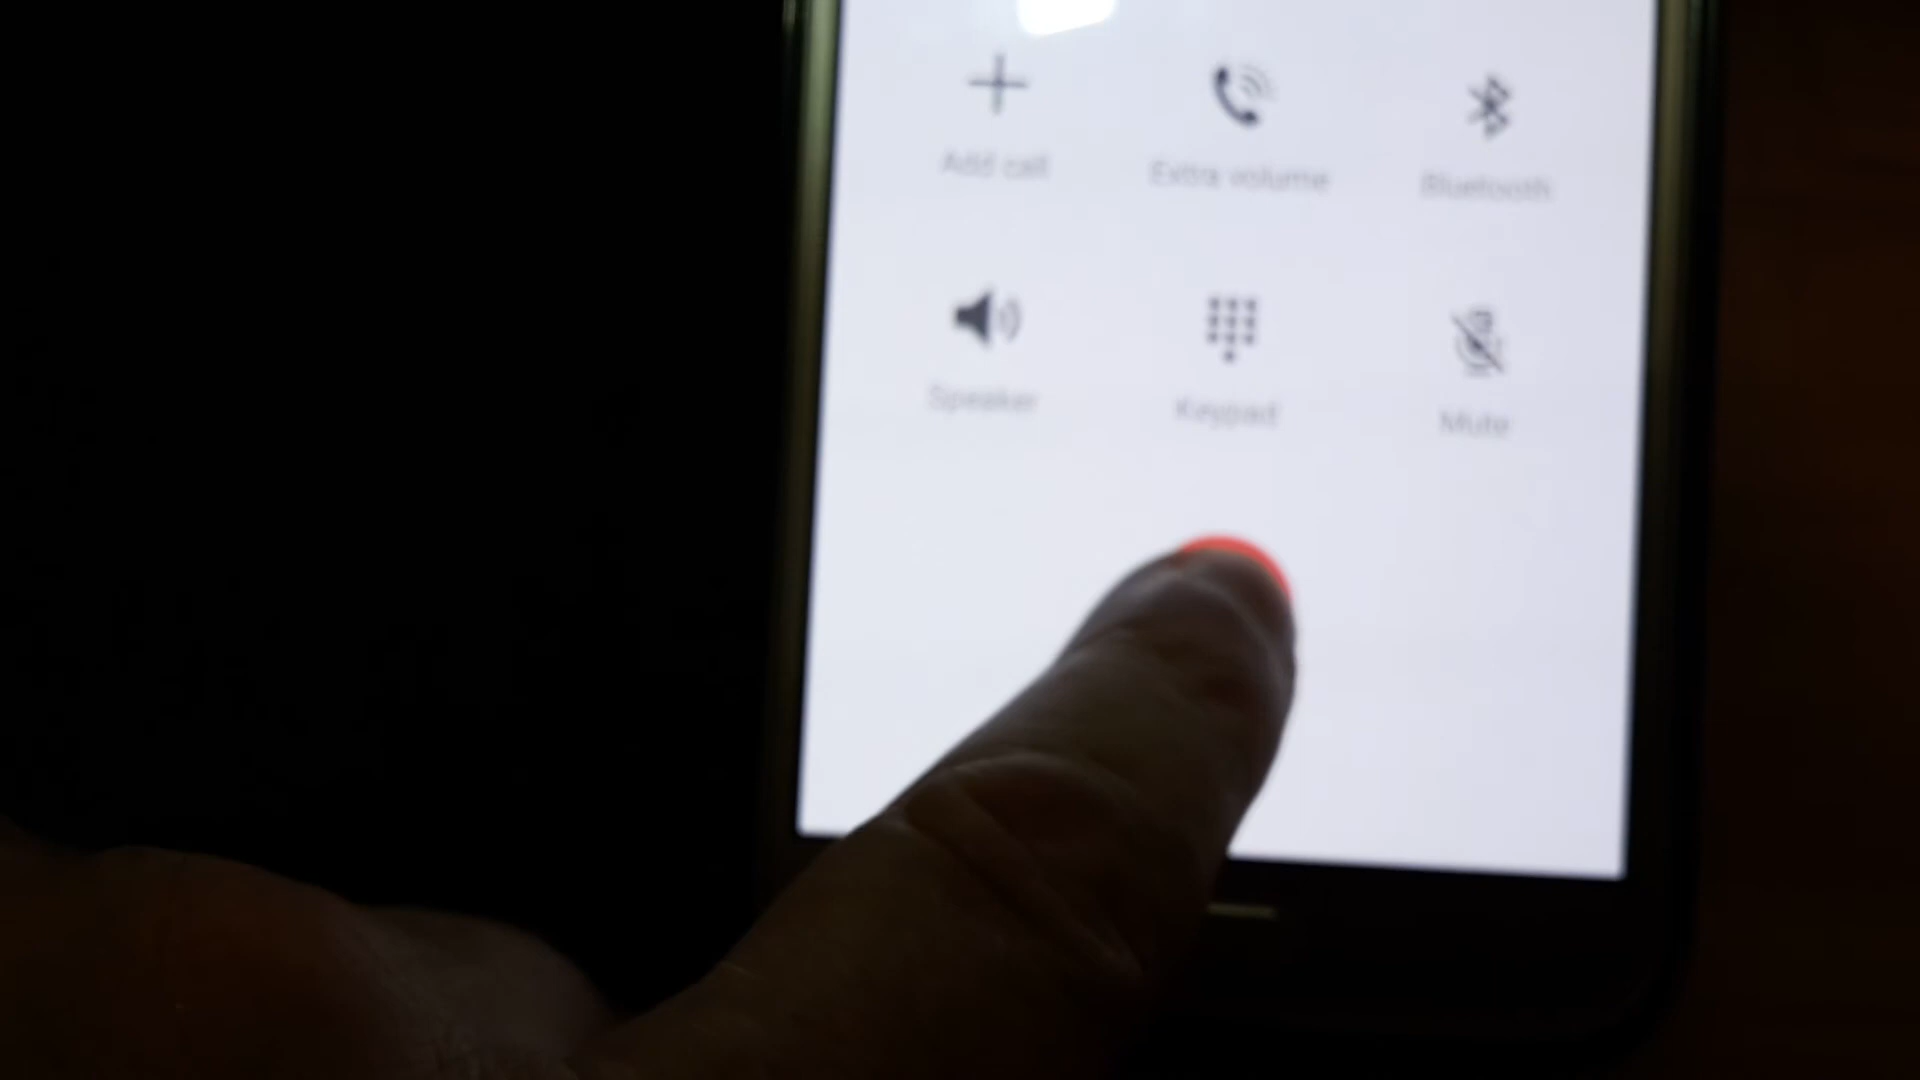 Add call
Extra volume
Bluetooth
Speaker
Keypad
Mute